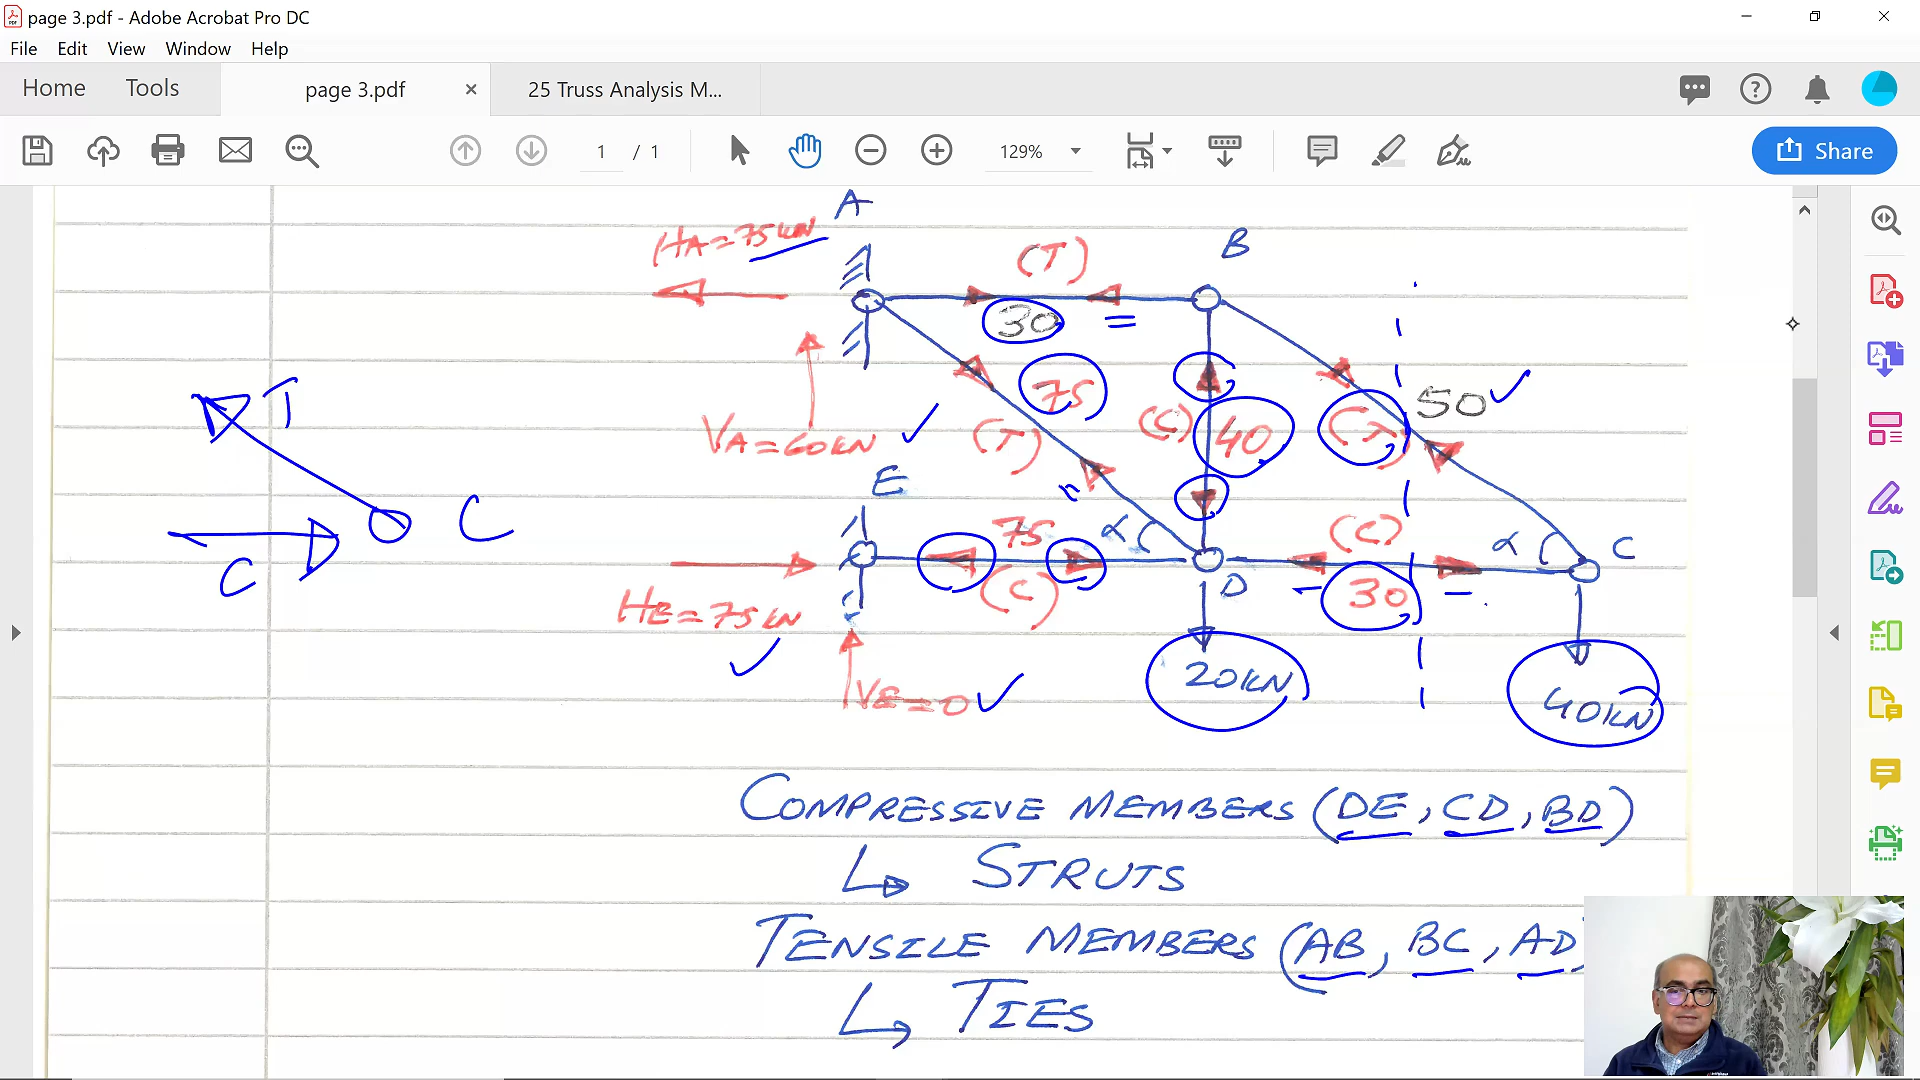 page 3.pdf - Adobe Acrobat Pro DC
File Edit View Window Help
Home Tools page 3.pdf × 25 Truss Analysis M...
1 / 1 129% Share
A
HA=75KN
(T)
B
30 =
75
50
VA=60KN
(T)
(C)
40
(T)
T
E
C
75
α
(C)
α
C
C
(C)
D
30
HE=75KN
20KN
40KN
VE=0
COMPRESSIVE MEMBERS (DE, CD, BD)
↳ STRUTS
TENSILE MEMBERS (AB, BC, AD)
↳ TIES